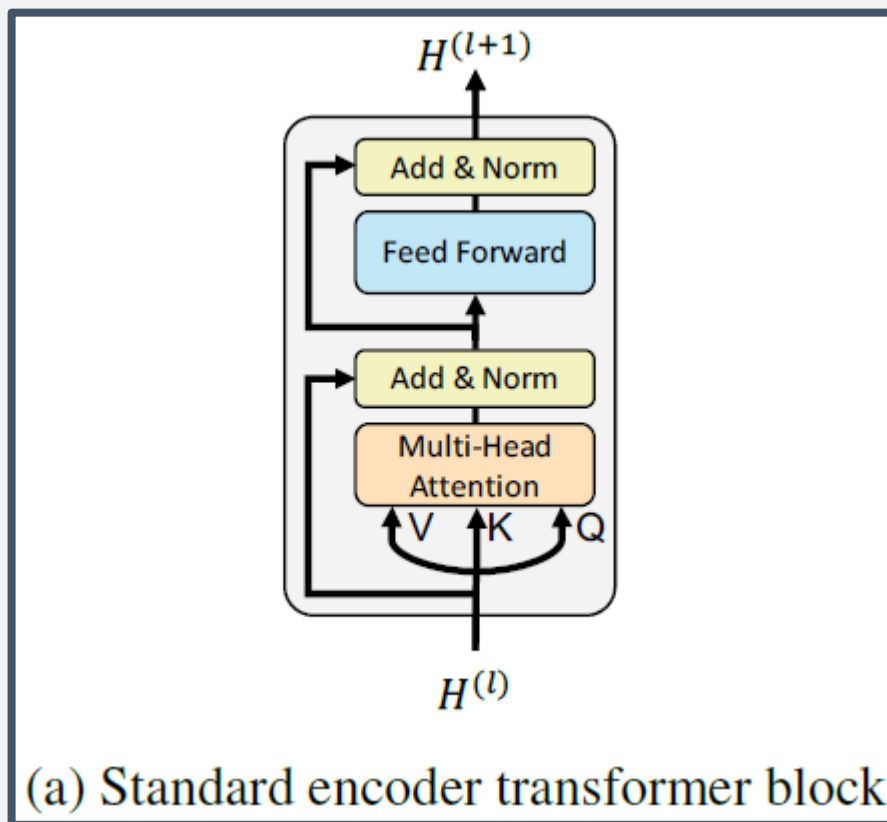 H^(l+1)
Add & Norm
Feed Forward
Add & Norm
Multi-Head
Attention
V K Q
H^(l)
(a) Standard encoder transformer block